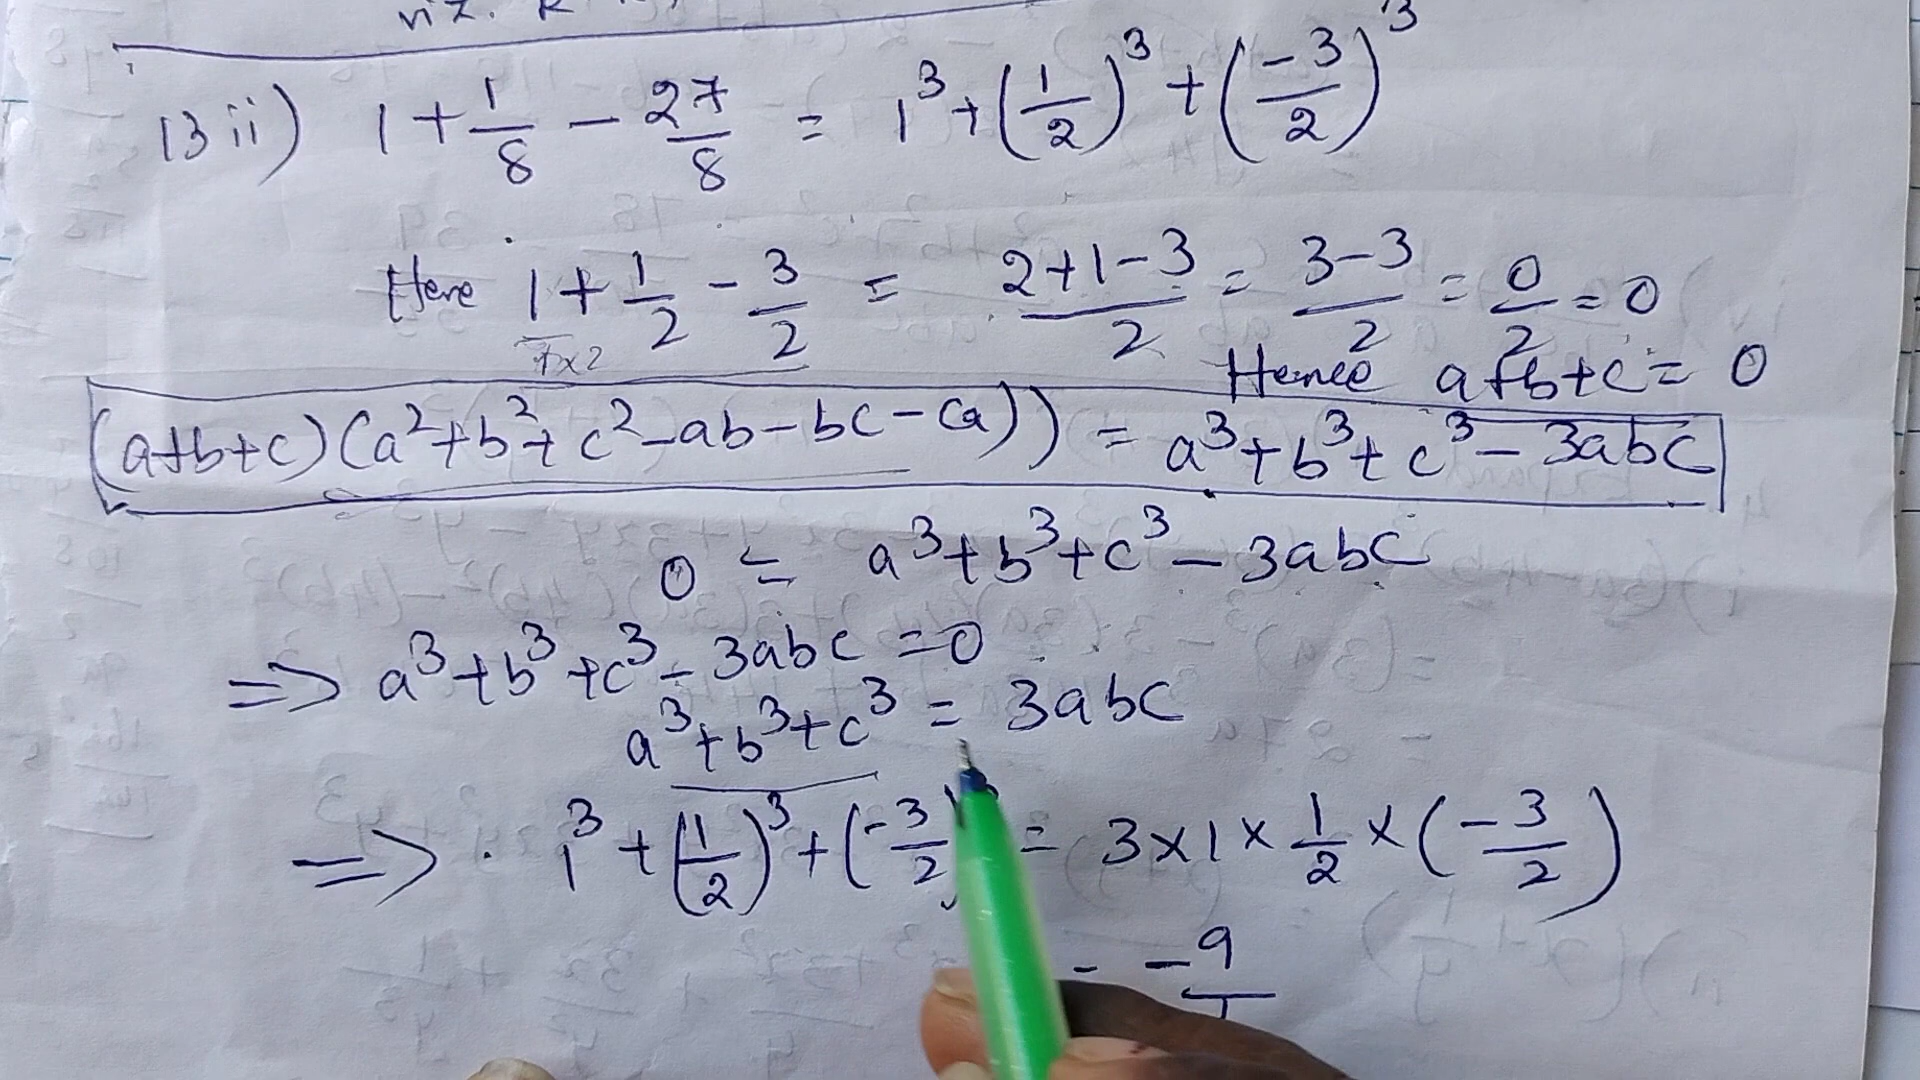 viz.
13 ii) 1 + 1/8 - 27/8 = 1³ + (1/2)³ + (-3/2)³
Here 1 + 1/2 - 3/2 = (2+1-3)/2 = (3-3)/2 = 0/2 = 0
1×2
Hence a+b+c = 0
(a+b+c)(a²+b²+c²-ab-bc-ca)) = a³+b³+c³-3abc
0 = a³+b³+c³-3abc
=> a³+b³+c³-3abc = 0
a³+b³+c³ = 3abc
=> 1³ + (1/2)³ + (-3/2) = 3×1×1/2×(-3/2)
= -9